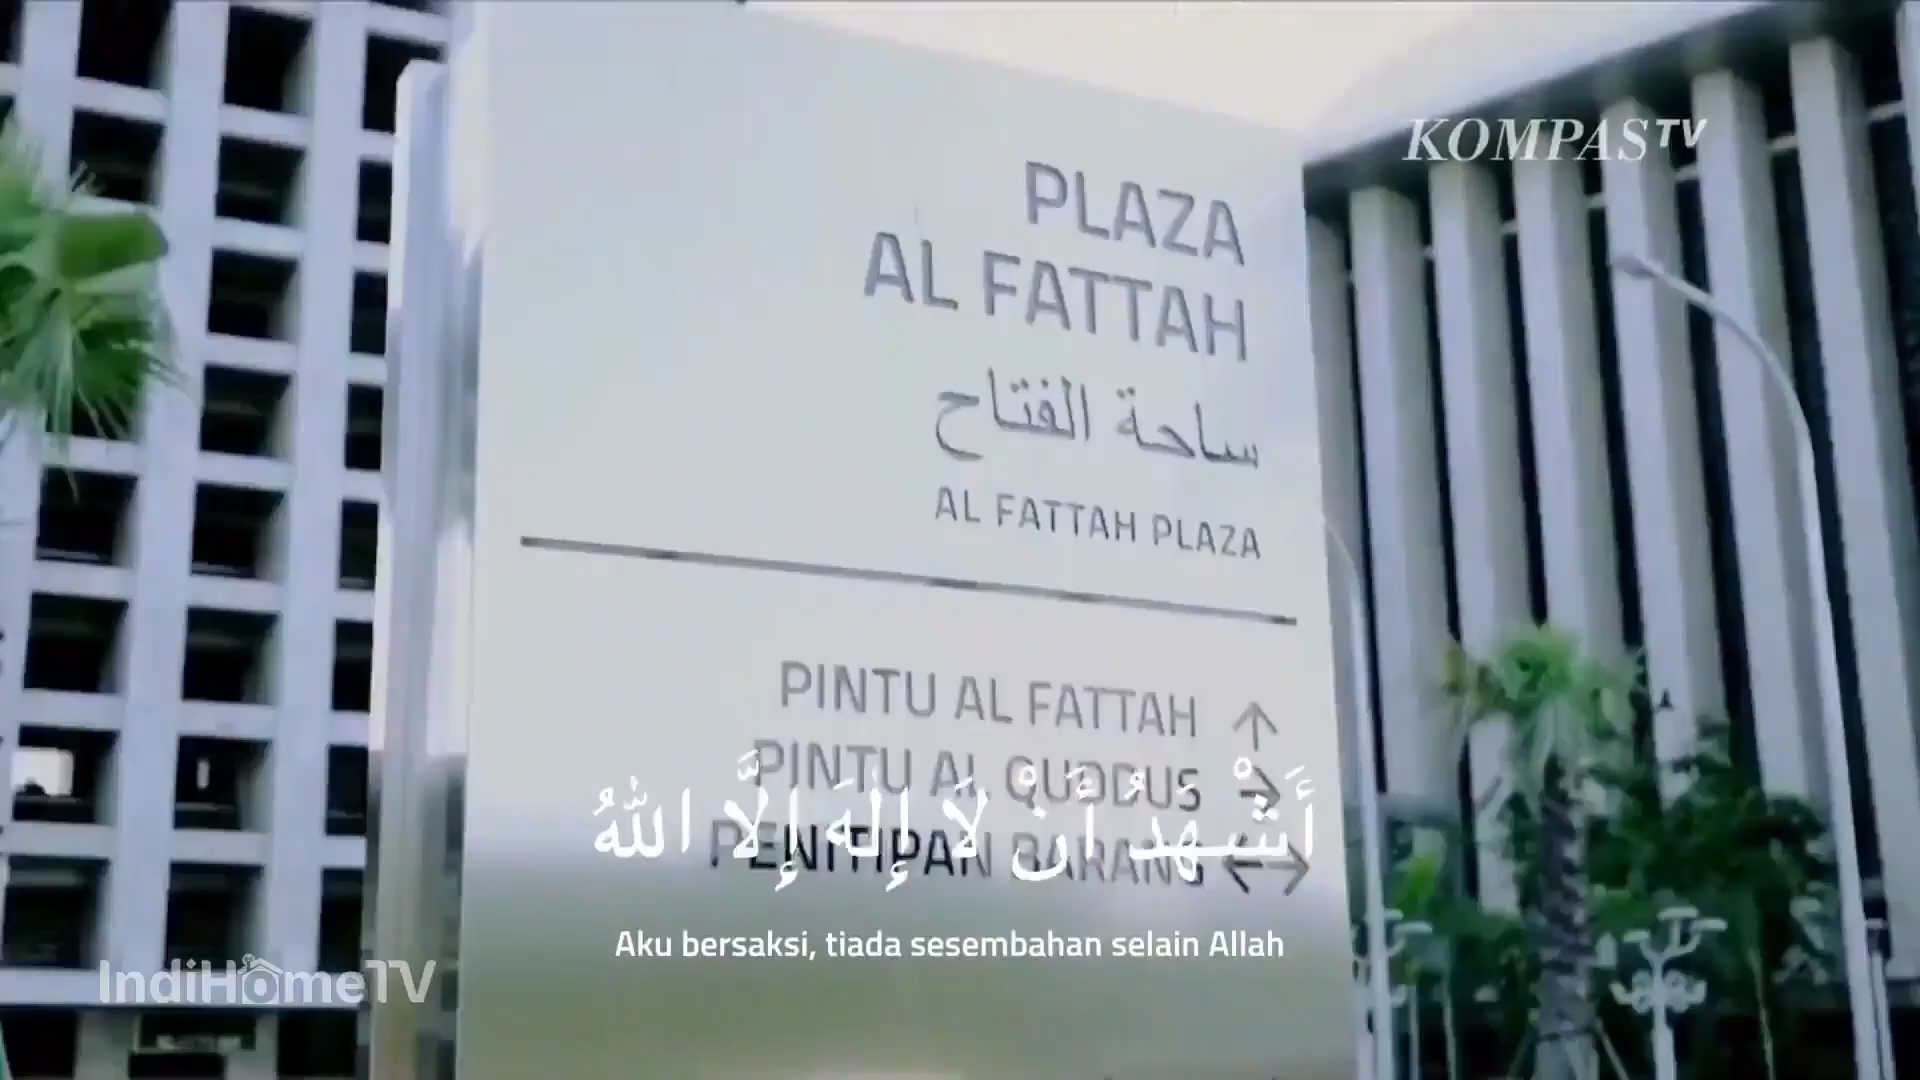 KOMPASTV
PLAZA
AL FATTAH
ساحة الفتاح
AL FATTAH PLAZA
PINTU AL FATTAH ↑
PINTU AL QUDDUS →
PENITIPAN BARANG ↔
أَشْهَدُ أَنْ لَا إِلٰهَ إِلَّا اللهُ
Aku bersaksi, tiada sesembahan selain Allah
IndiHomeTV